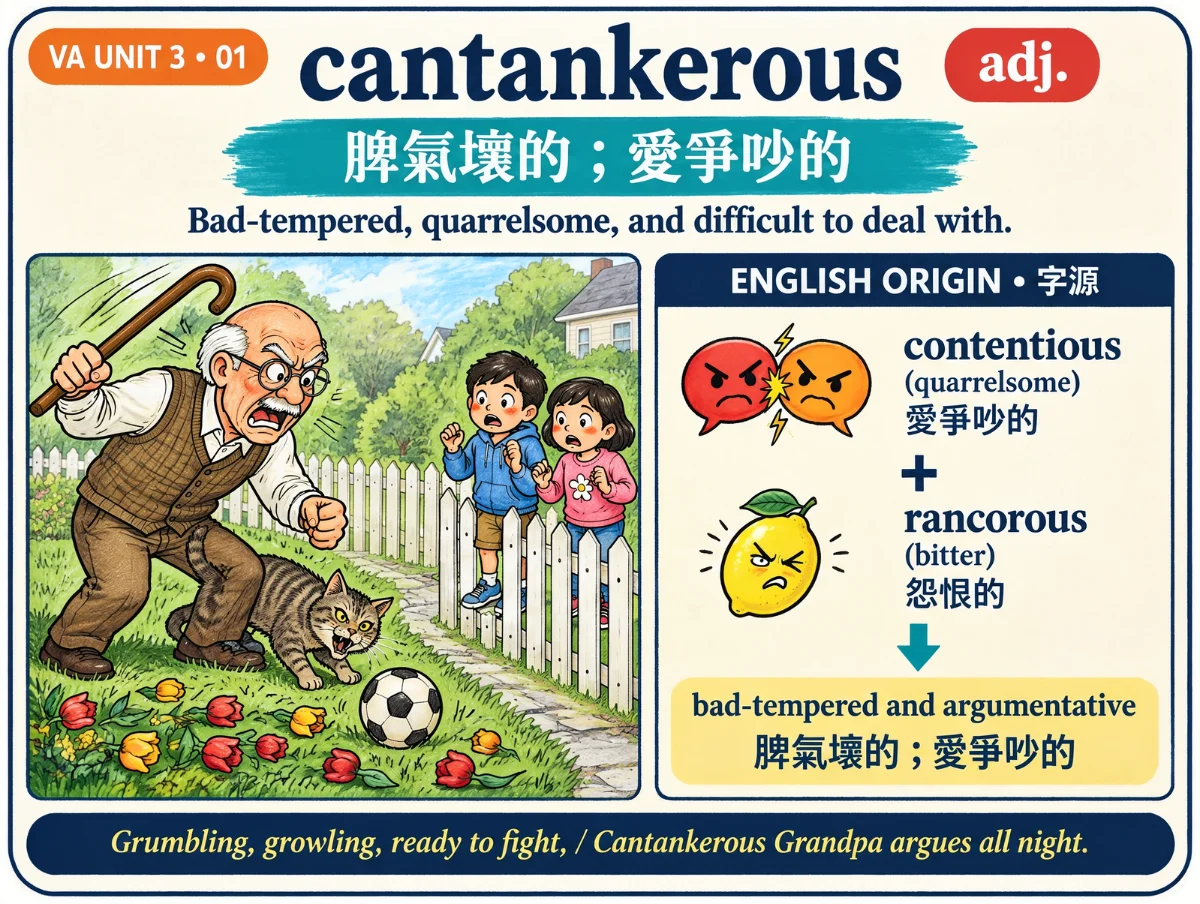 VA UNIT 3 • 01
cantankerous
adj.
脾氣壞的；愛爭吵的
Bad-tempered, quarrelsome, and difficult to deal with.
ENGLISH ORIGIN • 字源
contentious
(quarrelsome)
愛爭吵的
+
rancorous
(bitter)
怨恨的
bad-tempered and argumentative
脾氣壞的；愛爭吵的
Grumbling, growling, ready to fight, / Cantankerous Grandpa argues all night.